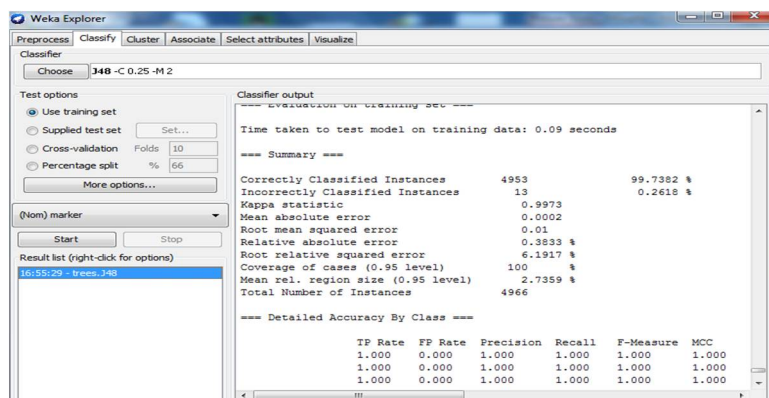 Weka Explorer
Preprocess Classify Cluster Associate Select attributes Visualize
Classifier
Choose J48 -C 0.25 -M 2
Test options
Use training set
Supplied test set Set...
Cross-validation Folds 10
Percentage split % 66
More options...
(Nom) marker
Start Stop
Result list (right-click for options)
16:55:29 - trees.J48
Classifier output
=== Evaluation on training set ===
Time taken to test model on training data: 0.09 seconds
=== Summary ===
Correctly Classified Instances 4953 99.7382 %
Incorrectly Classified Instances 13 0.2618 %
Kappa statistic 0.9973
Mean absolute error 0.0002
Root mean squared error 0.01
Relative absolute error 0.3833 %
Root relative squared error 6.1917 %
Coverage of cases (0.95 level) 100 %
Mean rel. region size (0.95 level) 2.7359 %
Total Number of Instances 4966
=== Detailed Accuracy By Class ===
TP Rate FP Rate Precision Recall F-Measure MCC
1.000 0.000 1.000 1.000 1.000 1.000
1.000 0.000 1.000 1.000 1.000 1.000
1.000 0.000 1.000 1.000 1.000 1.000